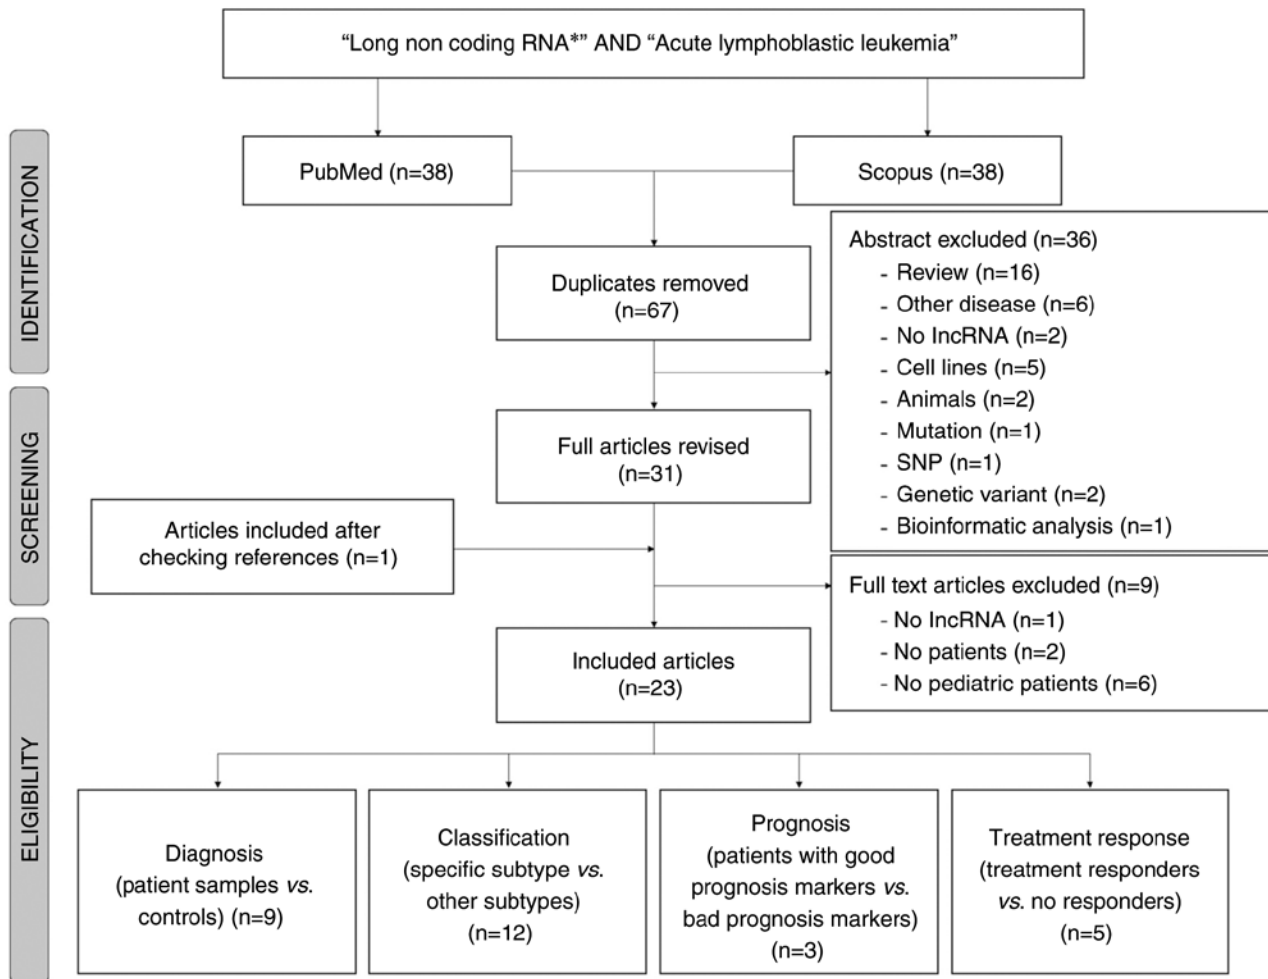 “Long non coding RNA*” AND “Acute lymphoblastic leukemia”
IDENTIFICATION
PubMed (n=38)
Scopus (n=38)
Duplicates removed
(n=67)
Abstract excluded (n=36)
- Review (n=16)
- Other disease (n=6)
- No lncRNA (n=2)
- Cell lines (n=5)
- Animals (n=2)
- Mutation (n=1)
- SNP (n=1)
- Genetic variant (n=2)
- Bioinformatic analysis (n=1)
SCREENING
Full articles revised
(n=31)
Articles included after
checking references (n=1)
Full text articles excluded (n=9)
- No lncRNA (n=1)
- No patients (n=2)
- No pediatric patients (n=6)
ELIGIBILITY
Included articles
(n=23)
Diagnosis
(patient samples vs.
controls) (n=9)
Classification
(specific subtype vs.
other subtypes)
(n=12)
Prognosis
(patients with good
prognosis markers vs.
bad prognosis markers)
(n=3)
Treatment response
(treatment responders
vs. no responders)
(n=5)